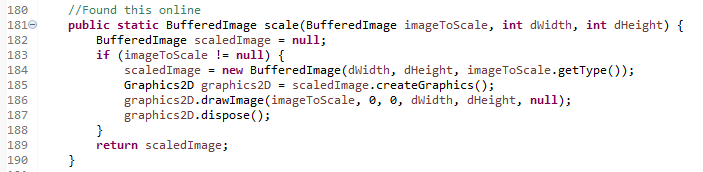 180 //Found this online
181 public static BufferedImage scale(BufferedImage imageToScale, int dWidth, int dHeight) {
182 BufferedImage scaledImage = null;
183 if (imageToScale != null) {
184 scaledImage = new BufferedImage(dWidth, dHeight, imageToScale.getType());
185 Graphics2D graphics2D = scaledImage.createGraphics();
186 graphics2D.drawImage(imageToScale, 0, 0, dWidth, dHeight, null);
187 graphics2D.dispose();
188 }
189 return scaledImage;
190 }